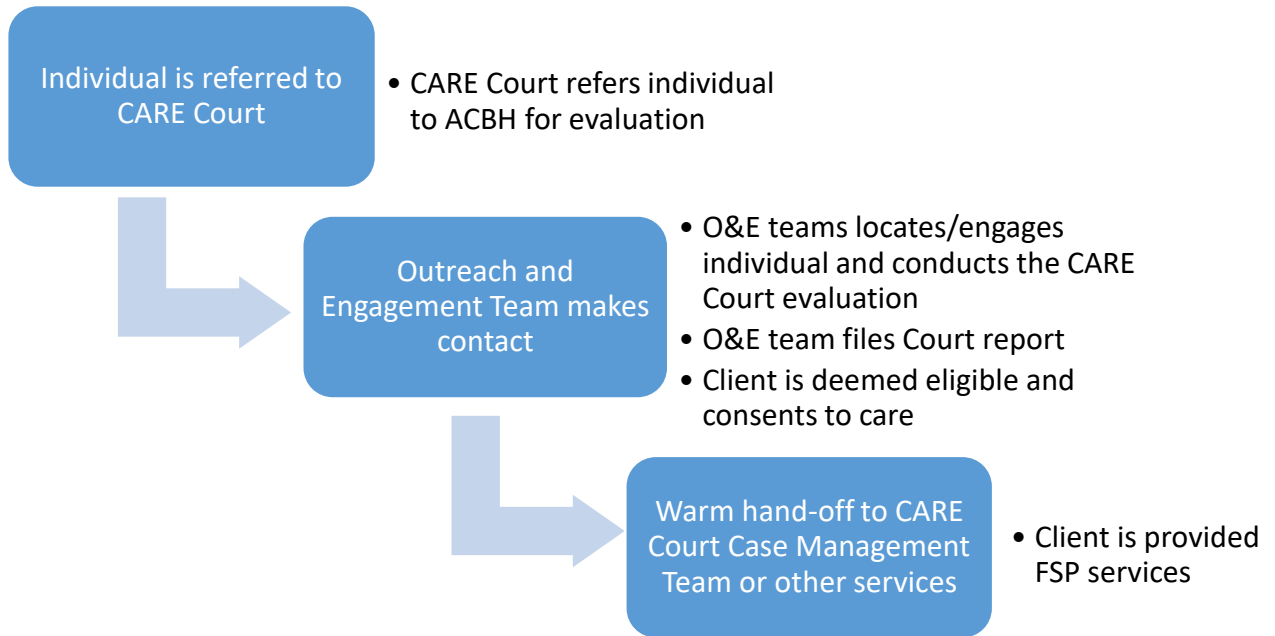 Individual is referred to
CARE Court
• CARE Court refers individual
to ACBH for evaluation
Outreach and
Engagement Team makes
contact
• O&E teams locates/engages
individual and conducts the CARE
Court evaluation
• O&E team files Court report
• Client is deemed eligible and
consents to care
Warm hand-off to CARE
Court Case Management
Team or other services
• Client is provided
FSP services